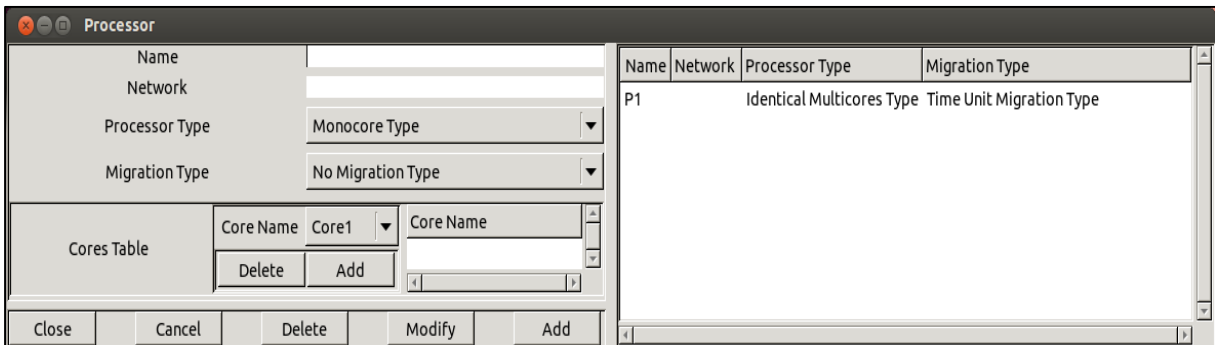 Processor
Name
Network
Processor Type Monocore Type
Migration Type No Migration Type
Cores Table
Core Name Core1
Delete Add
Core Name
Close Cancel Delete Modify Add
Name Network Processor Type Migration Type
P1 Identical Multicores Type Time Unit Migration Type